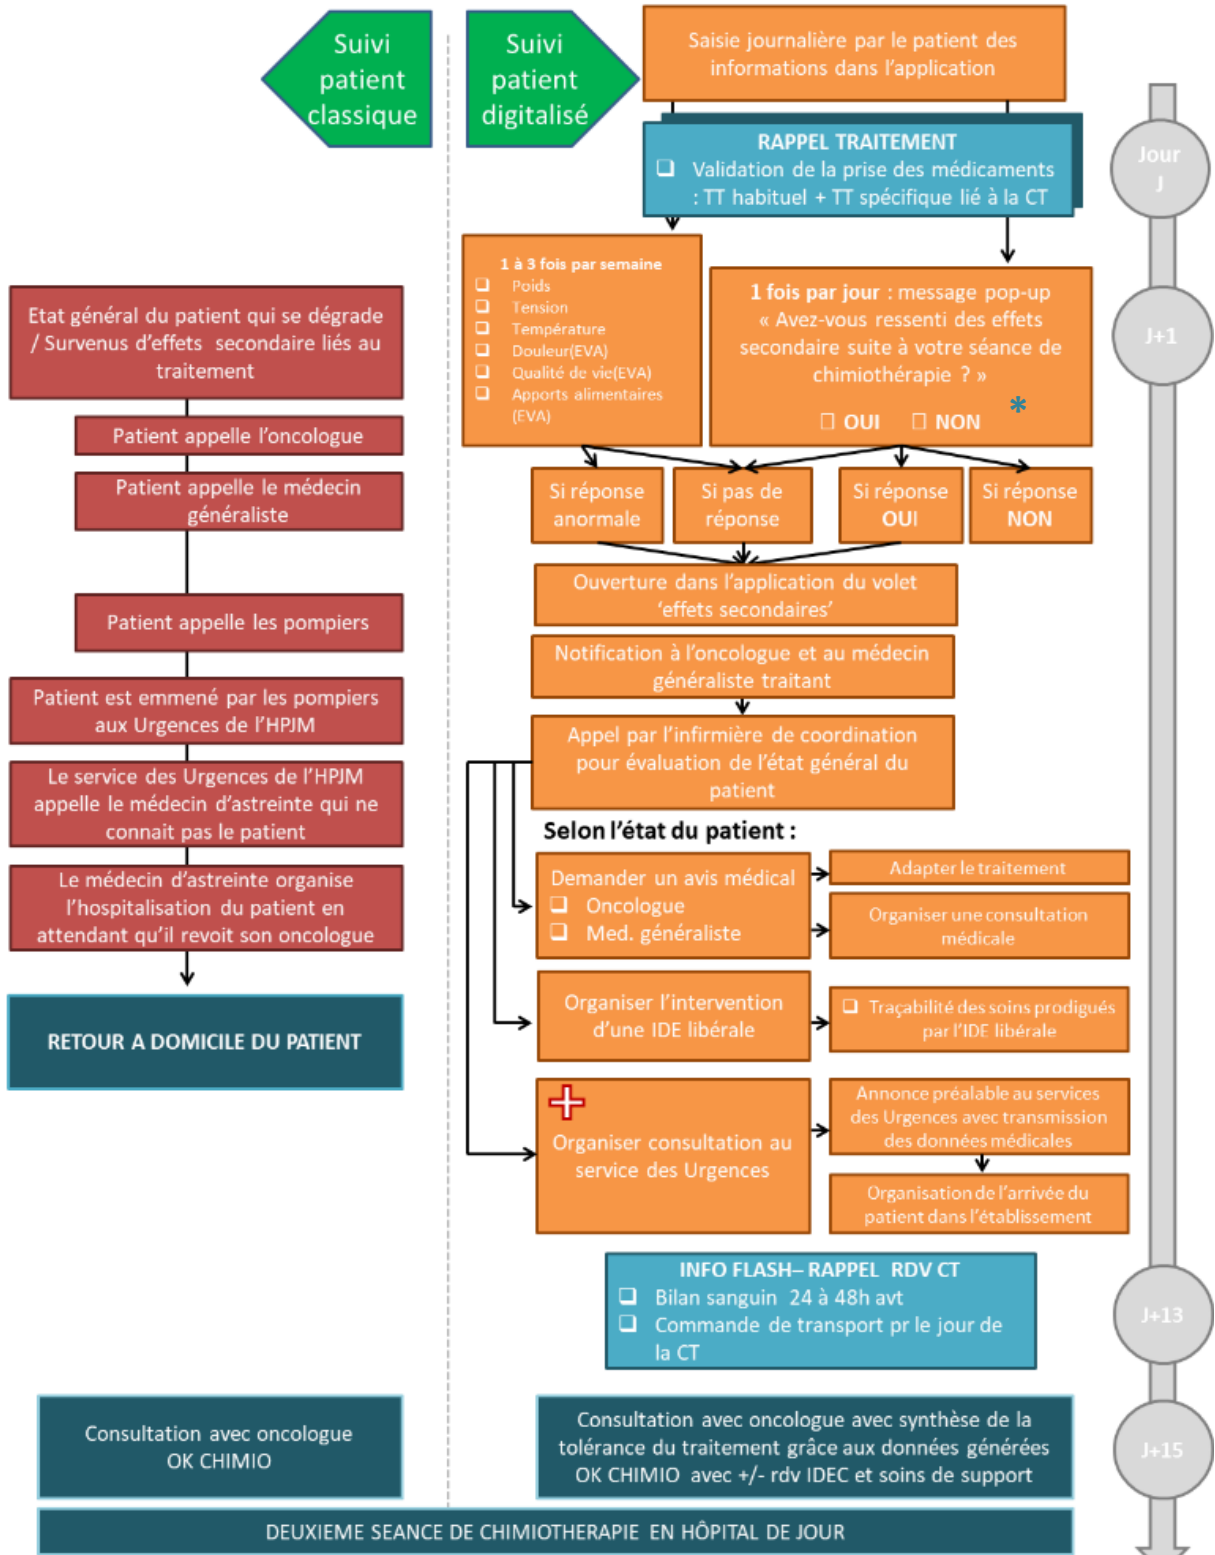 Suivi
patient
classique
Suivi
patient
digitalisé
Saisie journalière par le patient des
informations dans l'application
RAPPEL TRAITEMENT
❑ Validation de la prise des médicaments
: TT habituel + TT spécifique lié à la CT
Jour
J
1 à 3 fois par semaine
❑ Poids
❑ Tension
❑ Température
❑ Douleur(EVA)
❑ Qualité de vie(EVA)
❑ Apports alimentaires
(EVA)
1 fois par jour : message pop-up
« Avez-vous ressenti des effets
secondaire suite à votre séance de
chimiothérapie ? »
□ OUI □ NON *
J+1
Etat général du patient qui se dégrade
/ Survenus d'effets secondaire liés au
traitement
Patient appelle l'oncologue
Patient appelle le médecin
généraliste
Patient appelle les pompiers
Patient est emmené par les pompiers
aux Urgences de l'HPJM
Le service des Urgences de l'HPJM
appelle le médecin d'astreinte qui ne
connait pas le patient
Le médecin d'astreinte organise
l'hospitalisation du patient en
attendant qu'il revoit son oncologue
RETOUR A DOMICILE DU PATIENT
Si réponse
anormale
Si pas de
réponse
Si réponse
OUI
Si réponse
NON
Ouverture dans l'application du volet
'effets secondaires'
Notification à l'oncologue et au médecin
généraliste traitant
Appel par l'infirmière de coordination
pour évaluation de l'état général du
patient
Selon l'état du patient :
Demander un avis médical
❑ Oncologue
❑ Med. généraliste
Adapter le traitement
Organiser une consultation
médicale
Organiser l'intervention
d'une IDE libérale
❑ Traçabilité des soins prodigués
par l'IDE libérale
Organiser consultation au
service des Urgences
Annonce préalable au services
des Urgences avec transmission
des données médicales
Organisation de l'arrivée du
patient dans l'établissement
INFO FLASH– RAPPEL RDV CT
❑ Bilan sanguin 24 à 48h avt
❑ Commande de transport pr le jour de
la CT
J+13
Consultation avec oncologue
OK CHIMIO
Consultation avec oncologue avec synthèse de la
tolérance du traitement grâce aux données générées
OK CHIMIO avec +/- rdv IDEC et soins de support
J+15
DEUXIEME SEANCE DE CHIMIOTHERAPIE EN HÔPITAL DE JOUR